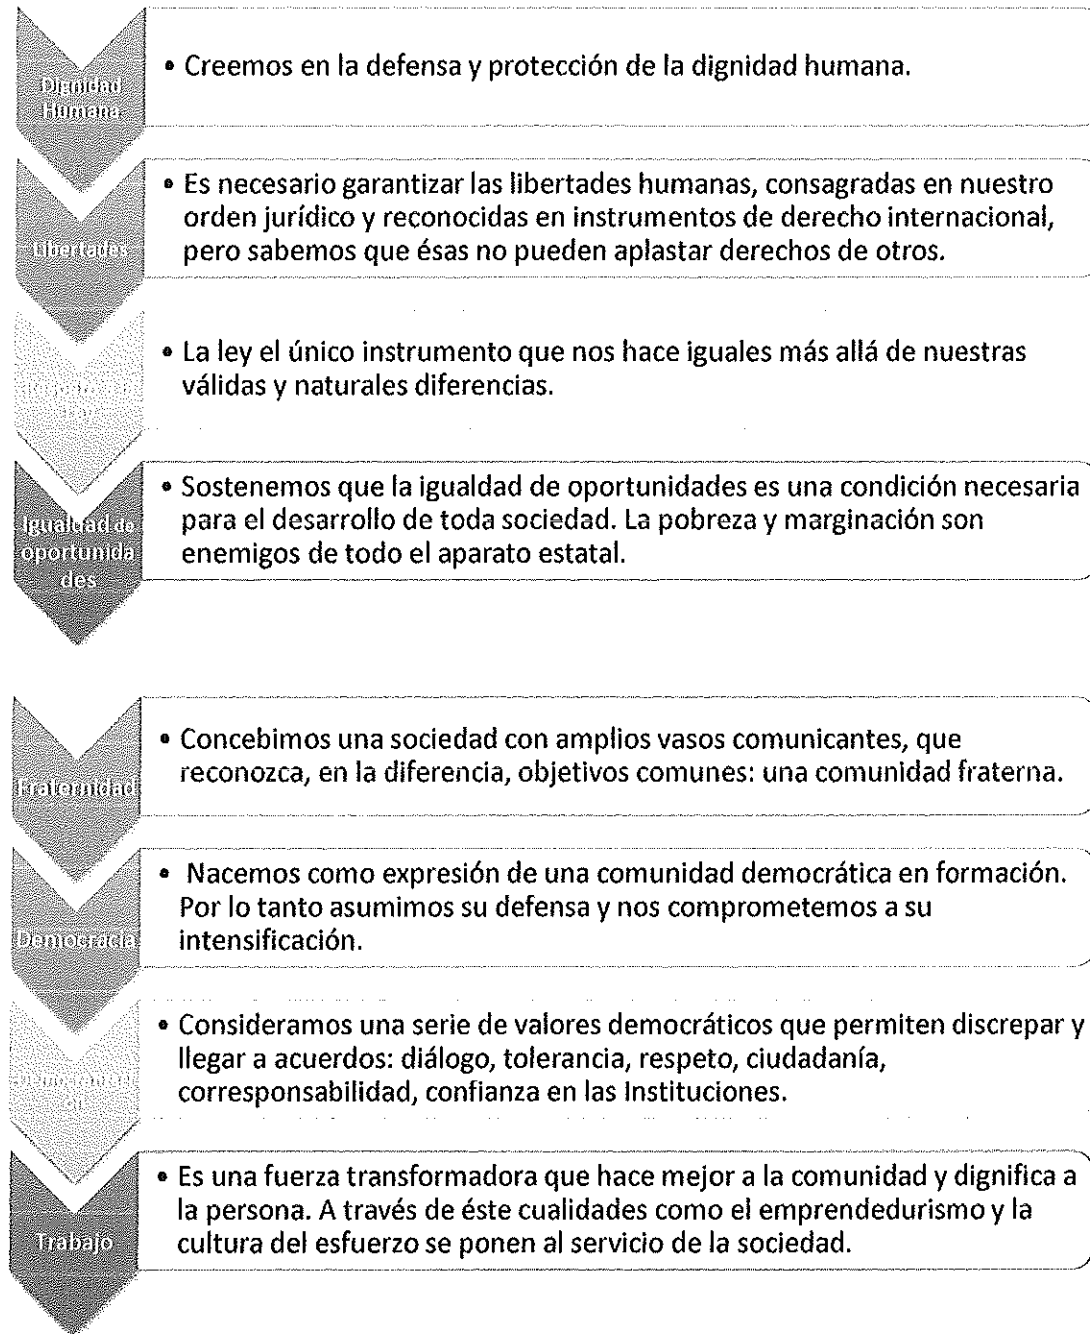 Dignidad
Humana
• Creemos en la defensa y protección de la dignidad humana.
Libertades
• Es necesario garantizar las libertades humanas, consagradas en nuestro
orden jurídico y reconocidas en instrumentos de derecho internacional,
pero sabemos que ésas no pueden aplastar derechos de otros.
• La ley el único instrumento que nos hace iguales más allá de nuestras
válidas y naturales diferencias.
Igualdad de
oportunida
des
• Sostenemos que la igualdad de oportunidades es una condición necesaria
para el desarrollo de toda sociedad. La pobreza y marginación son
enemigos de todo el aparato estatal.
Fraternidad
• Concebimos una sociedad con amplios vasos comunicantes, que
reconozca, en la diferencia, objetivos comunes: una comunidad fraterna.
Democracia
• Nacemos como expresión de una comunidad democrática en formación.
Por lo tanto asumimos su defensa y nos comprometemos a su
intensificación.
• Consideramos una serie de valores democráticos que permiten discrepar y
llegar a acuerdos: diálogo, tolerancia, respeto, ciudadanía,
corresponsabilidad, confianza en las Instituciones.
Trabajo
• Es una fuerza transformadora que hace mejor a la comunidad y dignifica a
la persona. A través de éste cualidades como el emprendedurismo y la
cultura del esfuerzo se ponen al servicio de la sociedad.